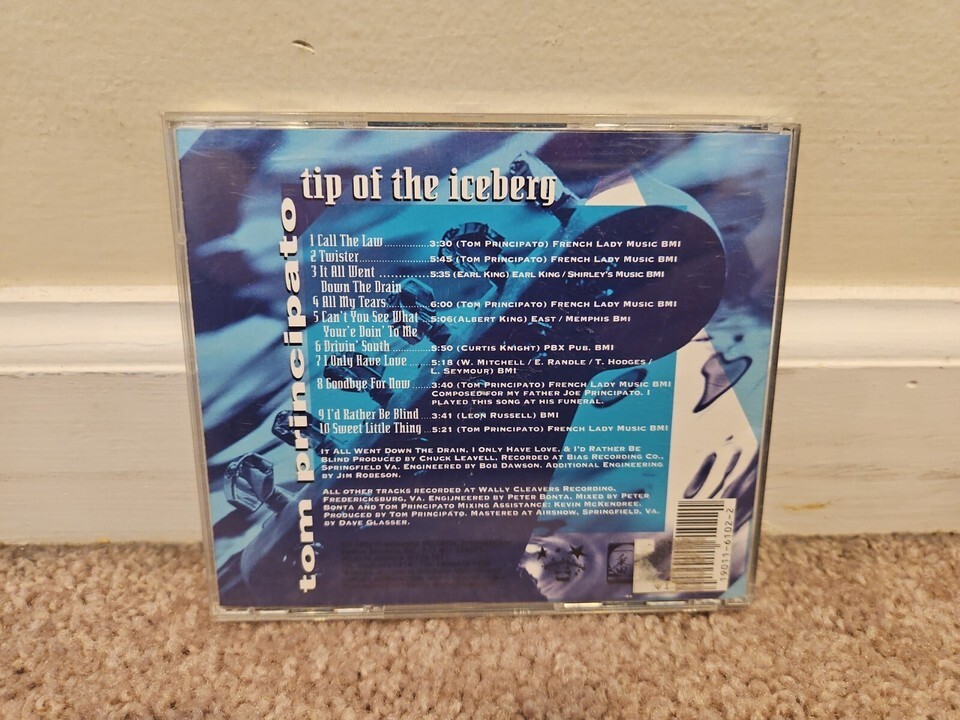 tip of the iceberg
tom principato
1 Call The Law ..............3:30 (Tom Principato) French Lady Music BMI
2 Twister......................5:45 (Tom Principato) French Lady Music BMI
3 It All Went ............5:35 (Earl King) Earl King / Shirley's Music BMI
Down The Drain
4 All My Tears.............6:00 (Tom Principato) French Lady Music BMI
5 Can't You See What ...5:06(Albert King) East / Memphis BMI
Your'e Doin' To Me
6 Drivin' South ...........5:50 (Curtis Knight) PBX Pub. BMI
7 I Only Have Love........5:18 (W. Mitchell / E. Randle / T. Hodges /
L. Seymour) BMI
8 Goodbye For Now......3:40 (Tom Principato) French Lady Music BMI
Composed for my father Joe Principato. I
played this song at his funeral.
9 I'd Rather Be Blind ...3:41 (Leon Russell) BMI
10 Sweet Little Thing ...5:21 (Tom Principato) French Lady Music BMI
It All Went Down The Drain, I Only Have Love, & I'd Rather Be
Blind Produced by Chuck Leavell, Recorded at Bias Recording Co.,
Springfield Va. Engineered by Bob Dawson. Additional Engineering
by Jim Robeson.
All other tracks recorded at Wally Cleavers Recording,
Fredericksburg, Va. Engijneered by Peter Bonta. Mixed by Peter
Bonta and Tom Principato Mixing Assistance: Kevin McKendree.
Produced by Tom Principato. Mastered at Airshow, Springfield, Va.
by Dave Glasser.
19011-6102-2